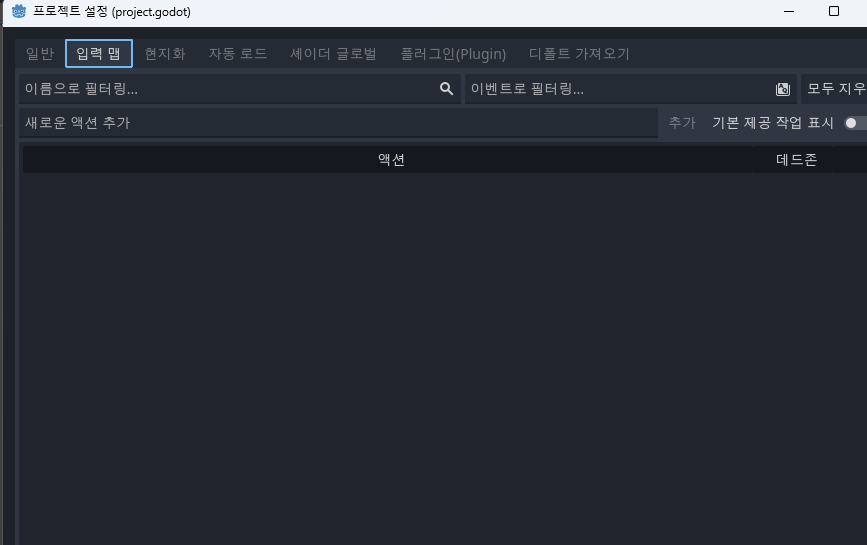 프로젝트 설정 (project.godot)
일반 입력 맵 현지화 자동 로드 셰이더 글로벌 플러그인(Plugin) 디폴트 가져오기
이름으로 필터링... 이벤트로 필터링... 모두 지우
새로운 액션 추가 추가 기본 제공 작업 표시
액션 데드존